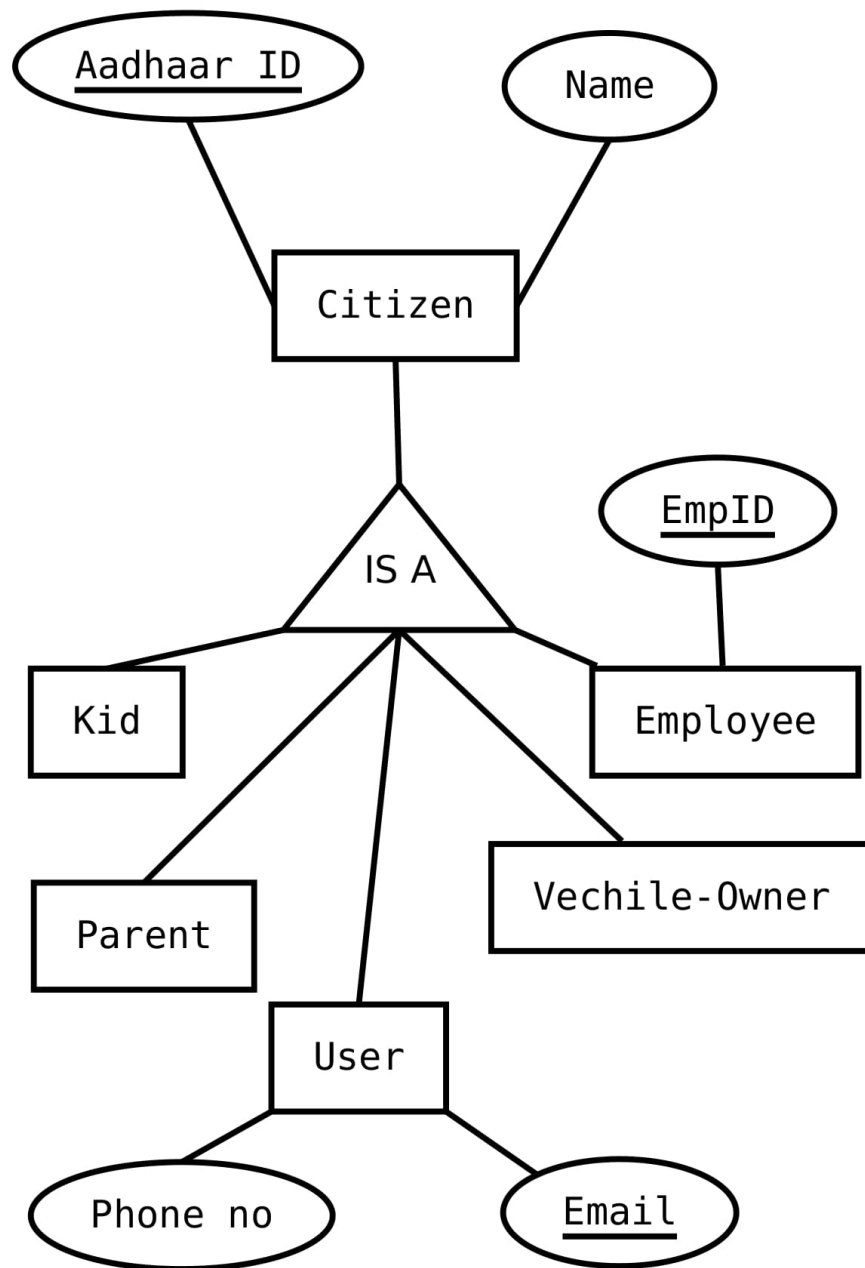 Aadhaar ID
Name
Citizen
EmpID
IS A
Kid
Employee
Vechile-Owner
Parent
User
Phone no
Email